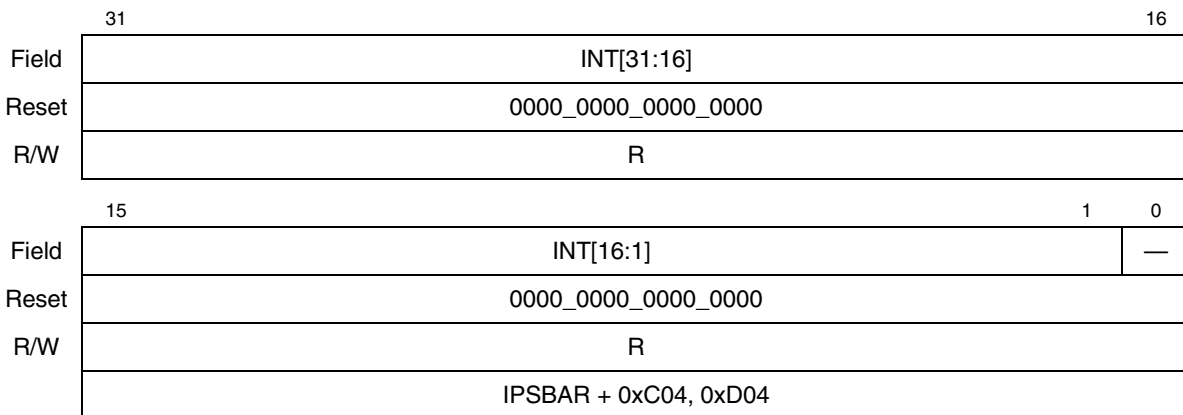 31 16
Field INT[31:16]
Reset 0000_0000_0000_0000
R/W R
15 1 0
Field INT[16:1] —
Reset 0000_0000_0000_0000
R/W R
IPSBAR + 0xC04, 0xD04